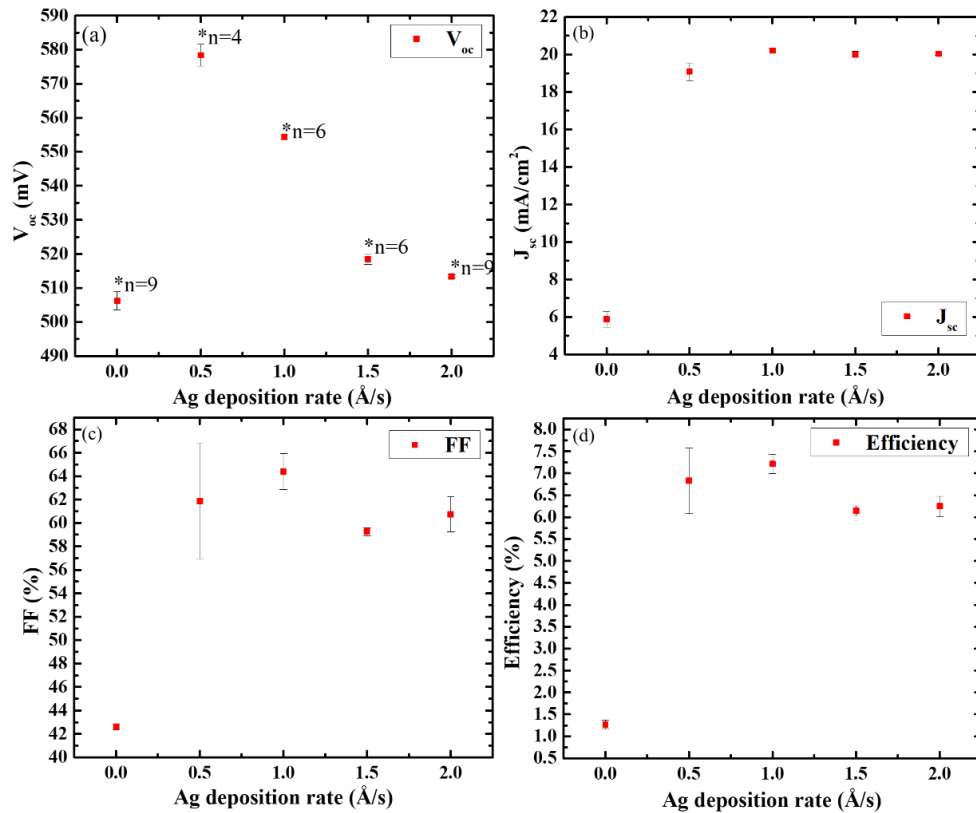 (a)
V_oc
*n=4
*n=6
*n=6
*n=9
*n=9
590
580
570
560
550
540
530
520
510
500
490
V_oc (mV)
0.0 0.5 1.0 1.5 2.0
Ag deposition rate (Å/s)
(b)
22
20
18
16
14
12
10
8
6
4
J_sc (mA/cm²)
J_sc
0.0 0.5 1.0 1.5 2.0
Ag deposition rate (Å/s)
(c)
FF
68
66
64
62
60
58
56
54
52
50
48
46
44
42
40
FF (%)
0.0 0.5 1.0 1.5 2.0
Ag deposition rate (Å/s)
(d)
Efficiency
8.0
7.5
7.0
6.5
6.0
5.5
5.0
4.5
4.0
3.5
3.0
2.5
2.0
1.5
1.0
0.5
Efficiency (%)
0.0 0.5 1.0 1.5 2.0
Ag deposition rate (Å/s)